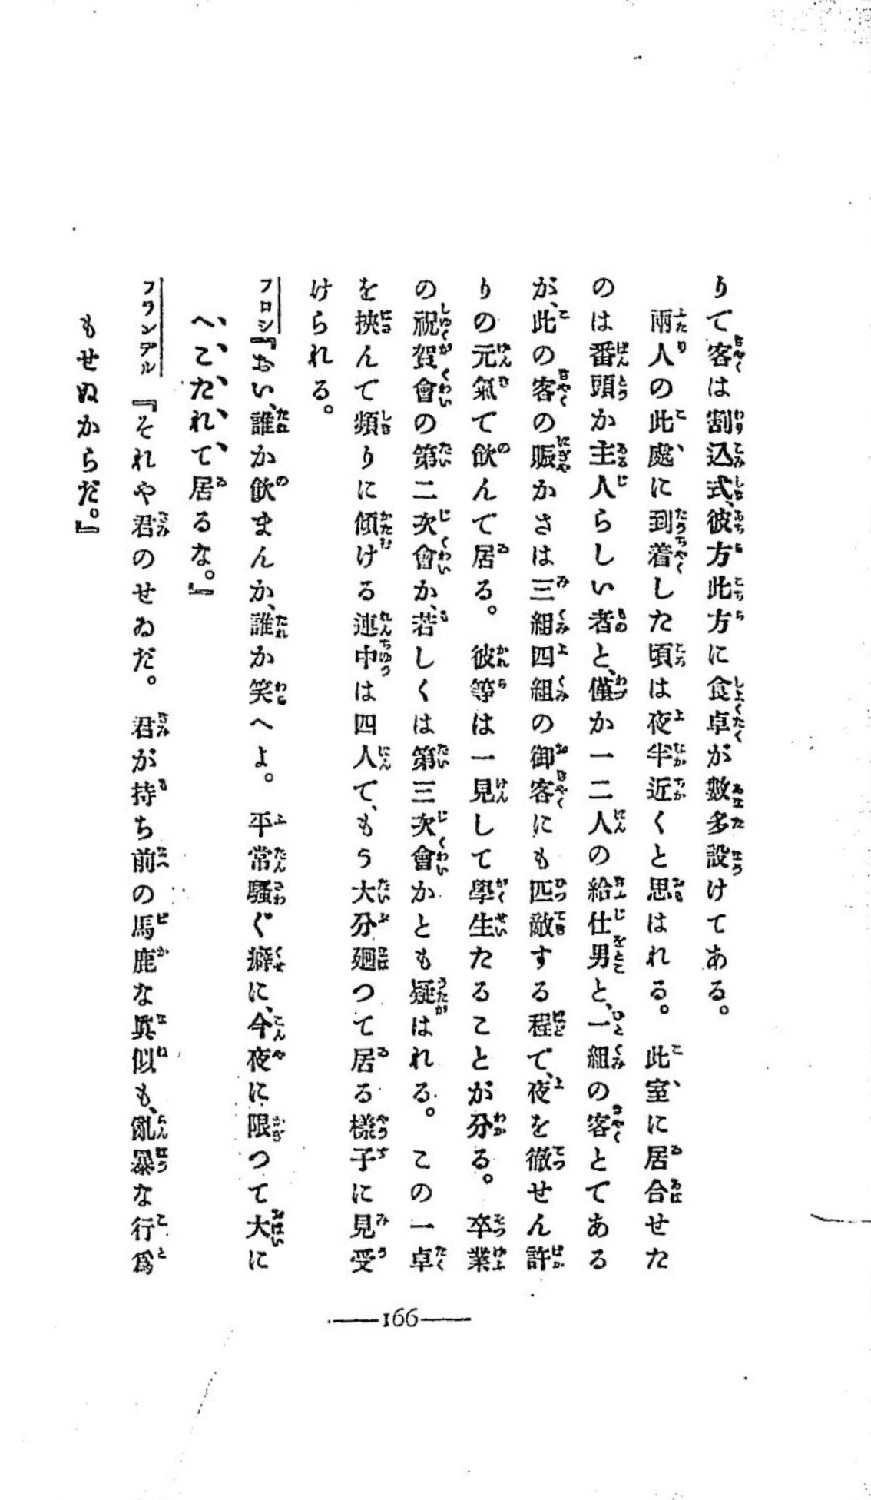 りて客は割込式、彼方此方に食卓が數多設けてある。
兩人の此處に到着した頃は夜半近くと思はれる。此室に居合せた
のは番頭か主人らしい者と、僅か一二人の給仕男と、一組の客とである
が、此の客の賑かさは三組四組の御客にも匹敵する程で、夜を徹せん許
りの元氣で飲んで居る。彼等は一見して學生たることが分る。卒業
の祝賀會の第二次會か、若しくは第三次會かとも疑はれる。この一卓
を挾んで頻りに傾ける連中は四人で、もう大分廻つて居る樣子に見受
けられる。
フロシ『おい、誰か飲まんか、誰か笑へよ。平常騷ぐ癖に、今夜に限つて大に
へこたれて居るな。』
フランデル『それや君のせゐだ。君が持ち前の馬鹿な眞似も、亂暴な行爲
もせぬからだ。』
166